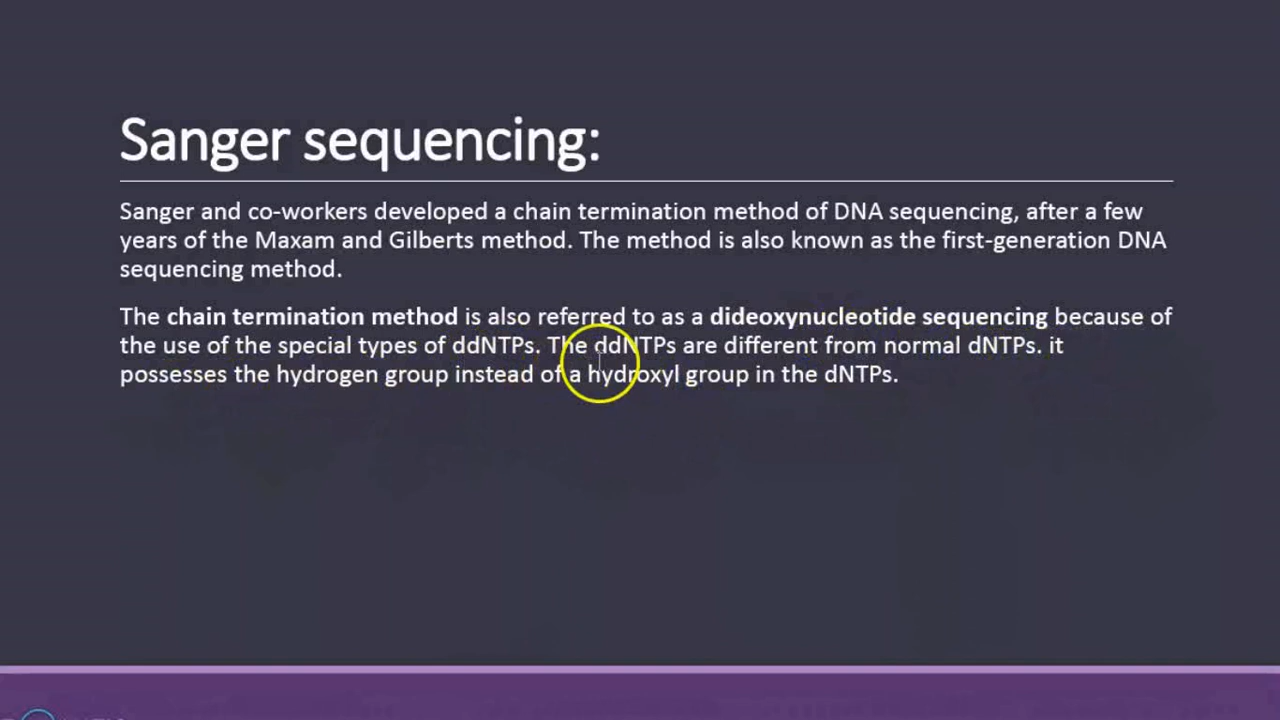 Sanger sequencing:
Sanger and co-workers developed a chain termination method of DNA sequencing, after a few
years of the Maxam and Gilberts method. The method is also known as the first-generation DNA
sequencing method.
The chain termination method is also referred to as a dideoxynucleotide sequencing because of
the use of the special types of ddNTPs. The ddNTPs are different from normal dNTPs. it
possesses the hydrogen group instead of a hydroxyl group in the dNTPs.